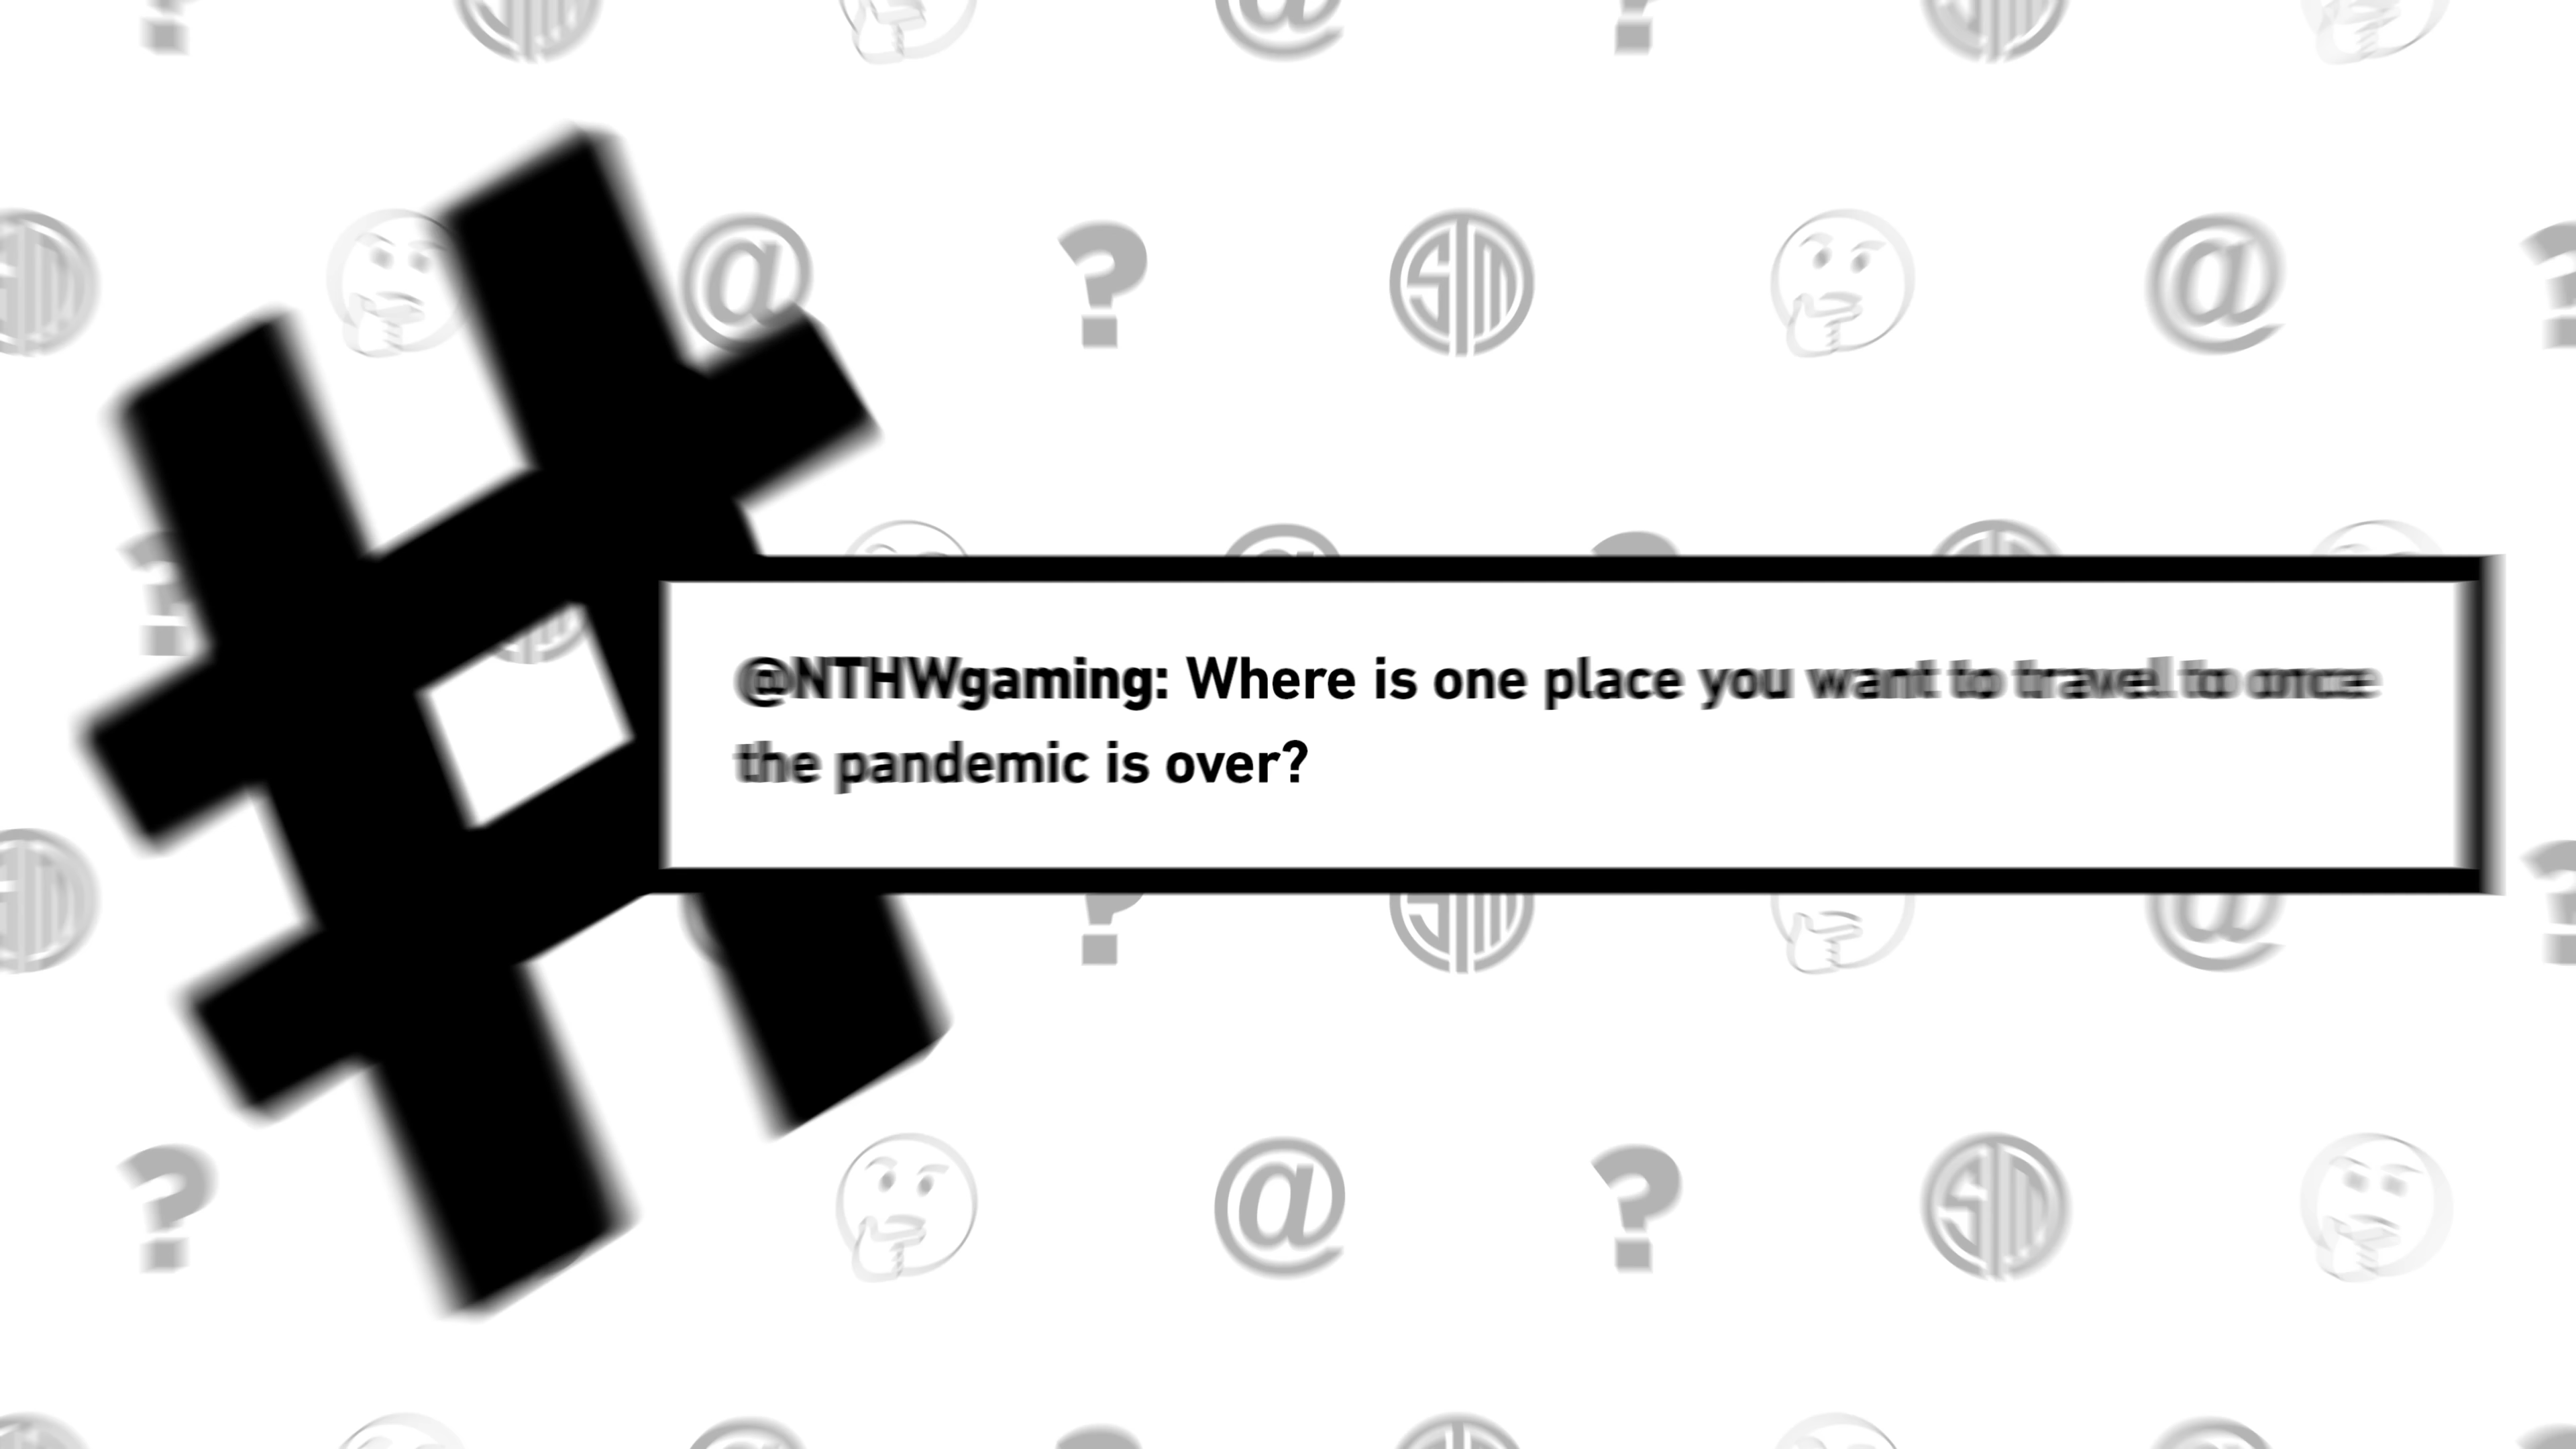 @NTHWgaming: Where is one place you want to travel to once
the pandemic is over?